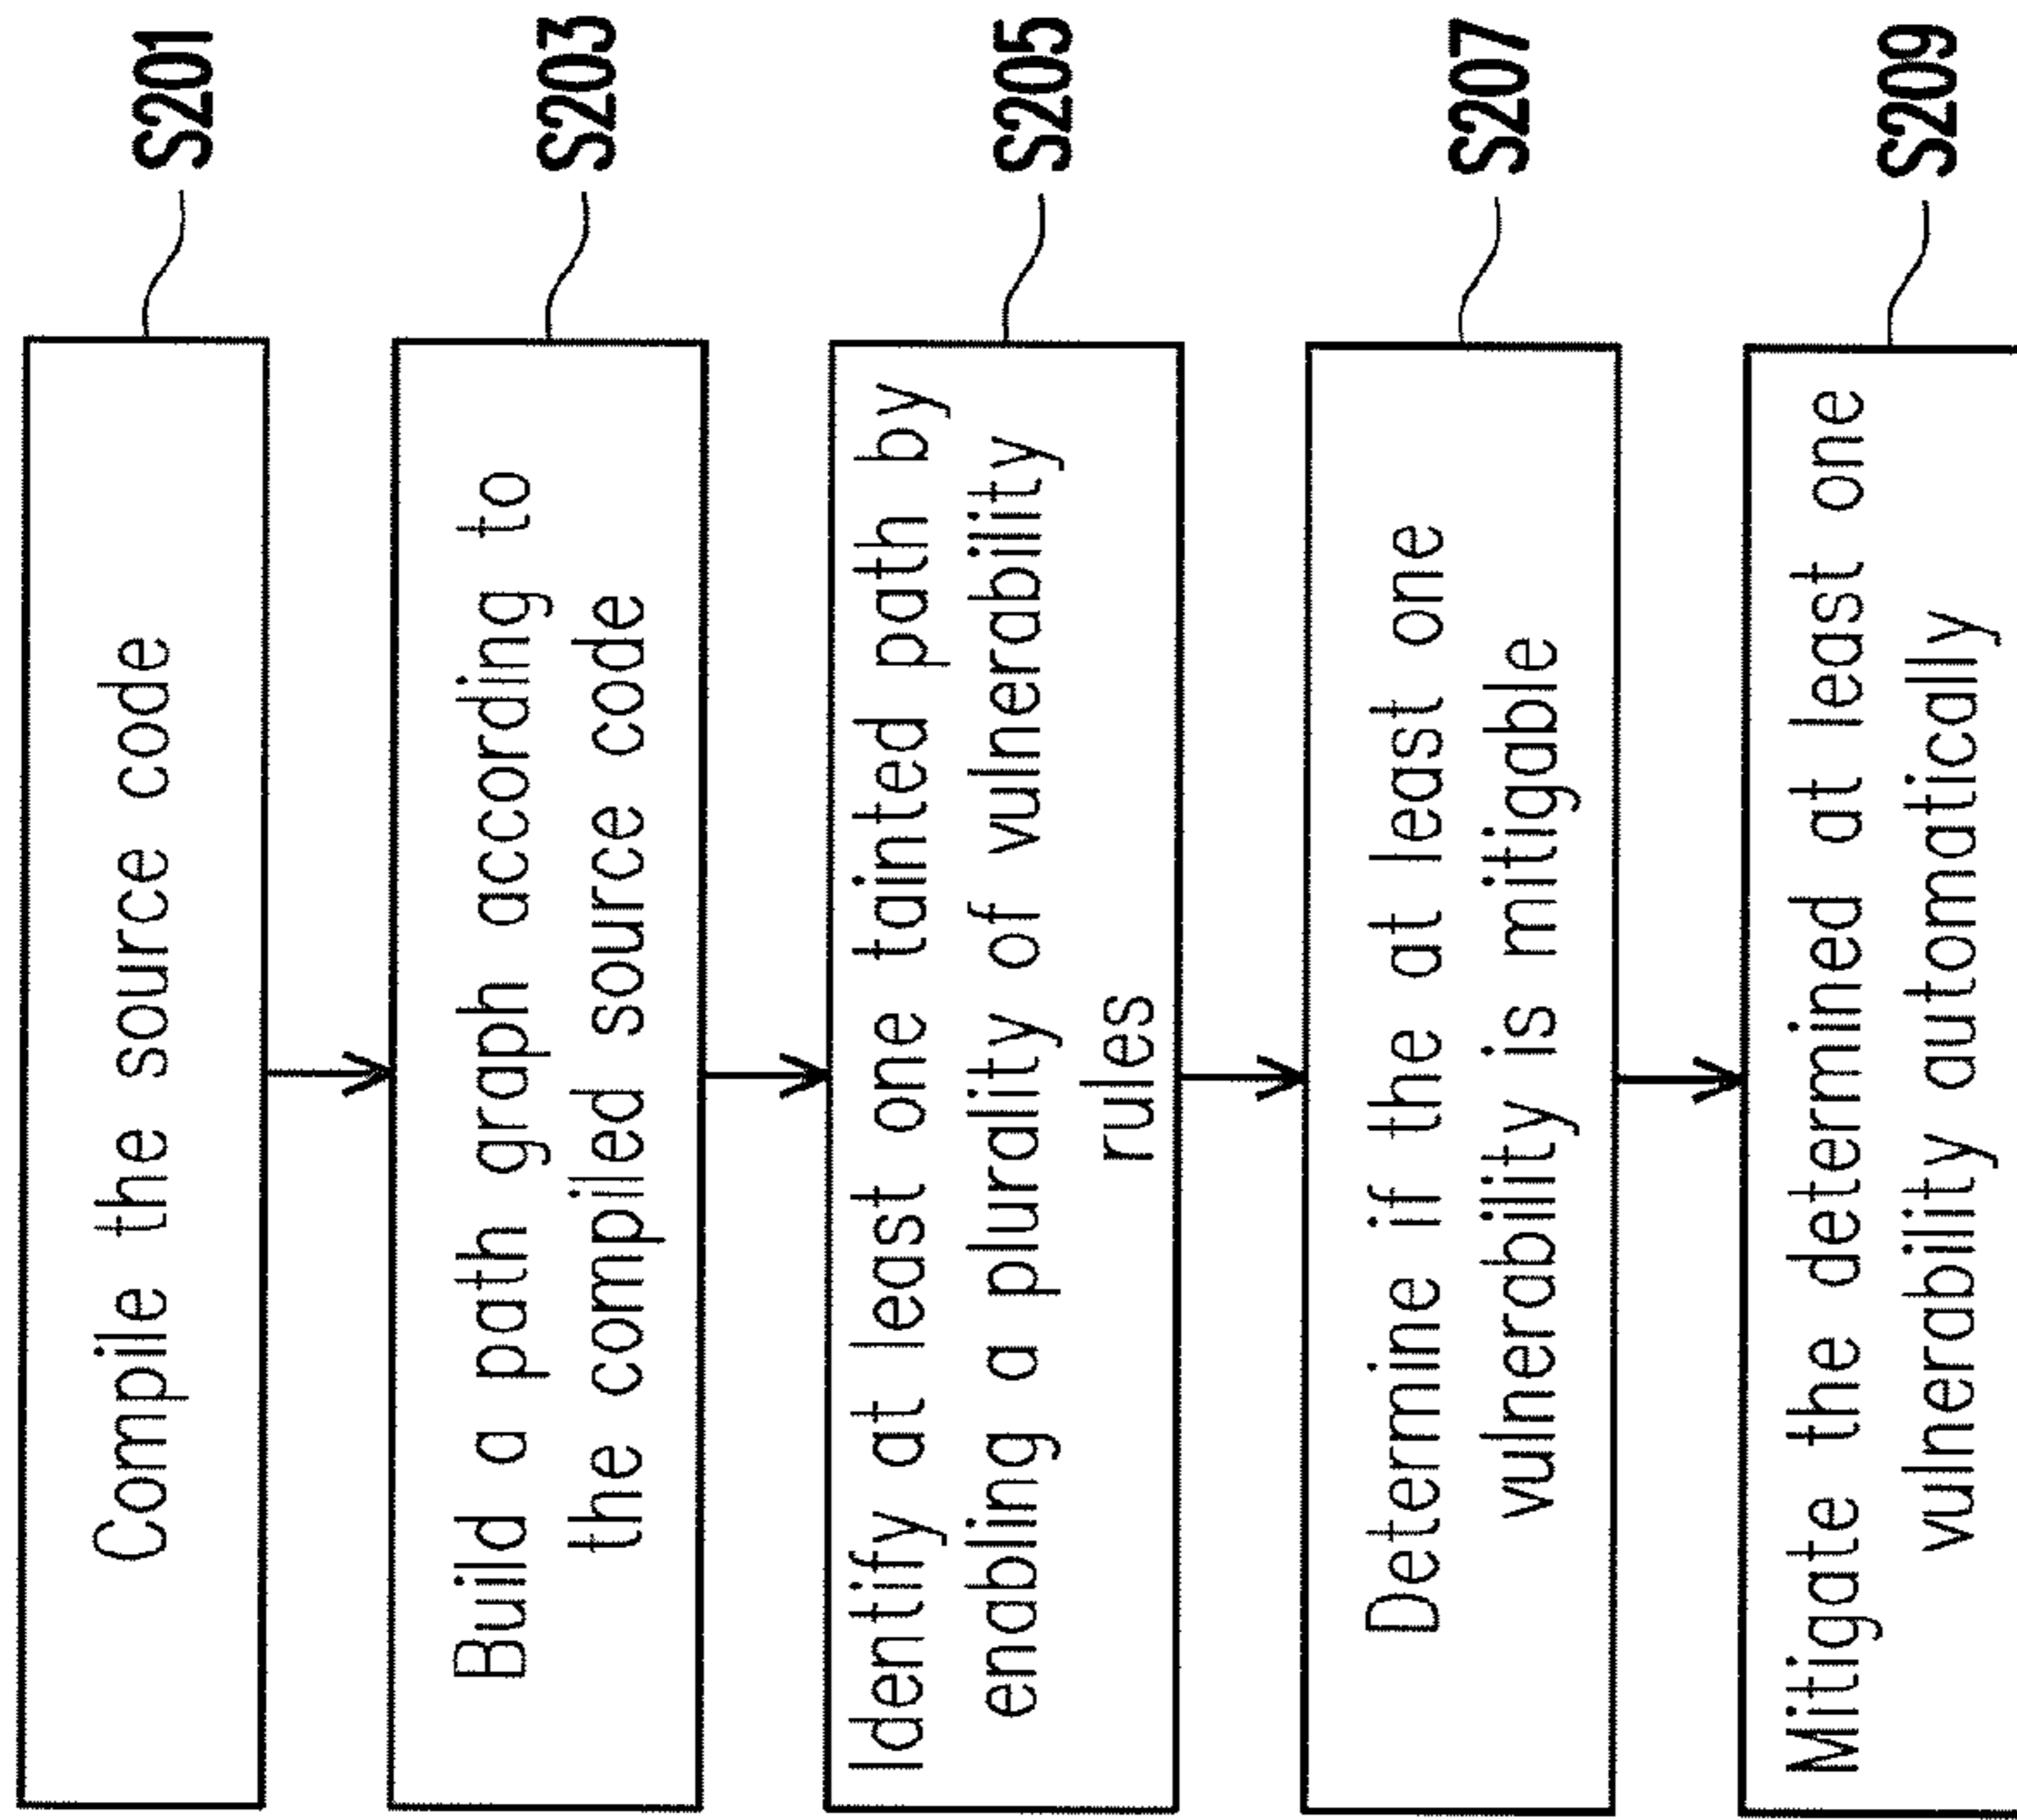 Compile the source code
S201
Build a path graph according to
the compiled source code
S203
Identify at least one tainted path by
enabling a plurality of vulnerability
rules
S205
Determine if the at least one
vulnerability is mitigable
S207
Mitigate the determined at least one
vulnerability automatically
S209